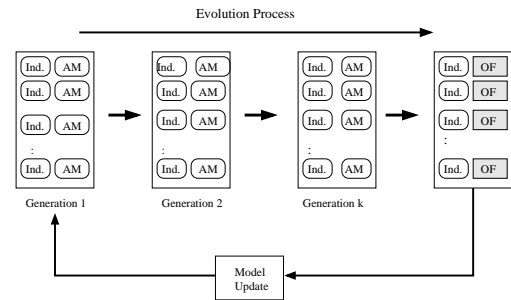 Evolution Process
Ind. AM Ind. AM Ind. AM Ind. OF
Ind. AM Ind. AM Ind. AM Ind. OF
Ind. AM Ind. AM Ind. AM Ind. OF
: : : :
Ind. AM Ind. AM Ind. AM Ind. OF
Generation 1 Generation 2 Generation k
Model
Update